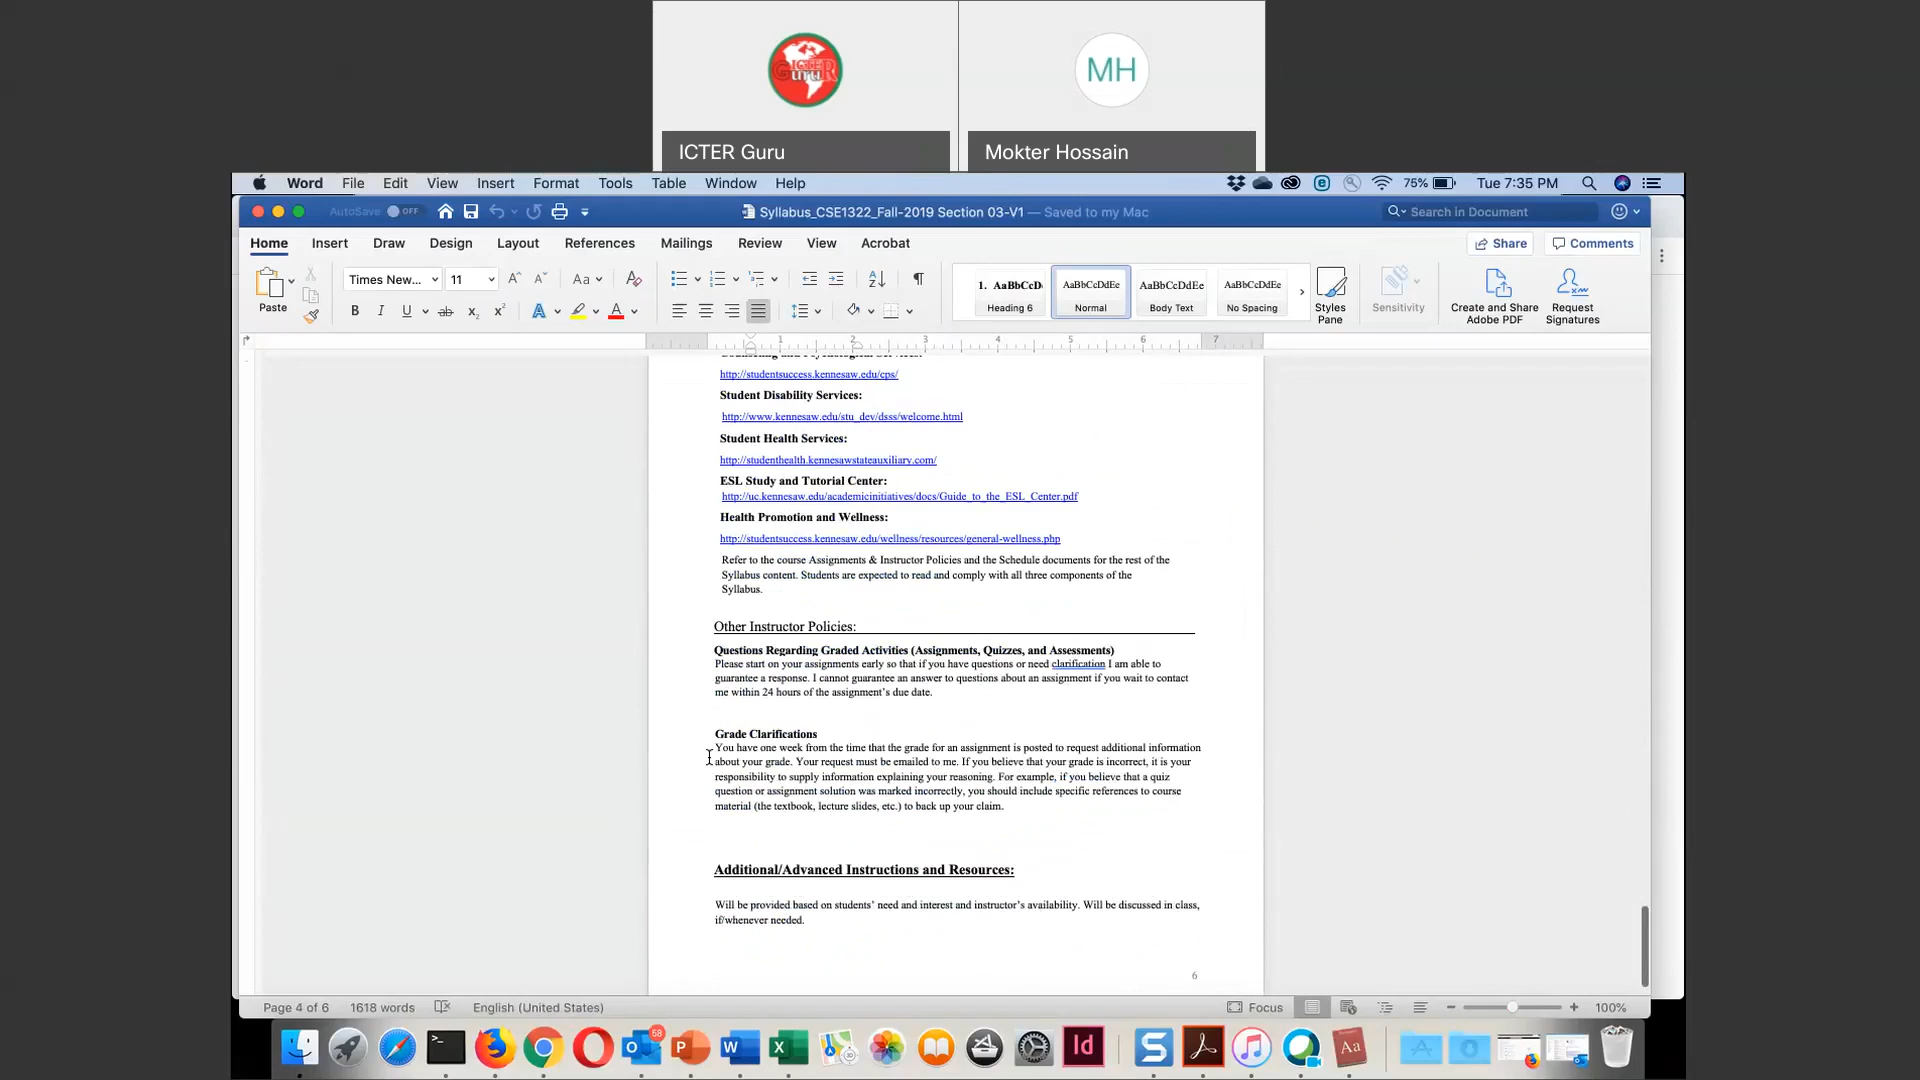 ICTER
GuruR
MH
ICTER Guru
Mokter Hossain
Word File Edit View Insert Format Tools Table Window Help
75% Tue 7:35 PM
AutoSave OFF
Syllabus_CSE1322_Fall-2019 Section 03-V1 — Saved to my Mac
Search in Document
Home Insert Draw Design Layout References Mailings Review View Acrobat
Share Comments
Paste
Times New... 11
1. AaBbCcD AaBbCcDdEe AaBbCcDdEe AaBbCcDdEe
Heading 6 Normal Body Text No Spacing
Styles Pane
Sensitivity
Create and Share Adobe PDF
Request Signatures
1 2 3 4 5 6 7
Counseling and Psychological Services:
http://studentsuccess.kennesaw.edu/cps/
Student Disability Services:
http://www.kennesaw.edu/stu_dev/dsss/welcome.html
Student Health Services:
http://studenthealth.kennesawstateauxiliary.com/
ESL Study and Tutorial Center:
http://uc.kennesaw.edu/academicinitiatives/docs/Guide_to_the_ESL_Center.pdf
Health Promotion and Wellness:
http://studentsuccess.kennesaw.edu/wellness/resources/general-wellness.php
Refer to the course Assignments & Instructor Policies and the Schedule documents for the rest of the
Syllabus content. Students are expected to read and comply with all three components of the
Syllabus.
Other Instructor Policies:
Questions Regarding Graded Activities (Assignments, Quizzes, and Assessments)
Please start on your assignments early so that if you have questions or need clarification I am able to
guarantee a response. I cannot guarantee an answer to questions about an assignment if you wait to contact
me within 24 hours of the assignment's due date.
Grade Clarifications
You have one week from the time that the grade for an assignment is posted to request additional information
about your grade. Your request must be emailed to me. If you believe that your grade is incorrect, it is your
responsibility to supply information explaining your reasoning. For example, if you believe that a quiz
question or assignment solution was marked incorrectly, you should include specific references to course
material (the textbook, lecture slides, etc.) to back up your claim.
Additional/Advanced Instructions and Resources:
Will be provided based on students' need and interest and instructor's availability. Will be discussed in class,
if/whenever needed.
6
Page 4 of 6 1618 words English (United States)
Focus 100%
58